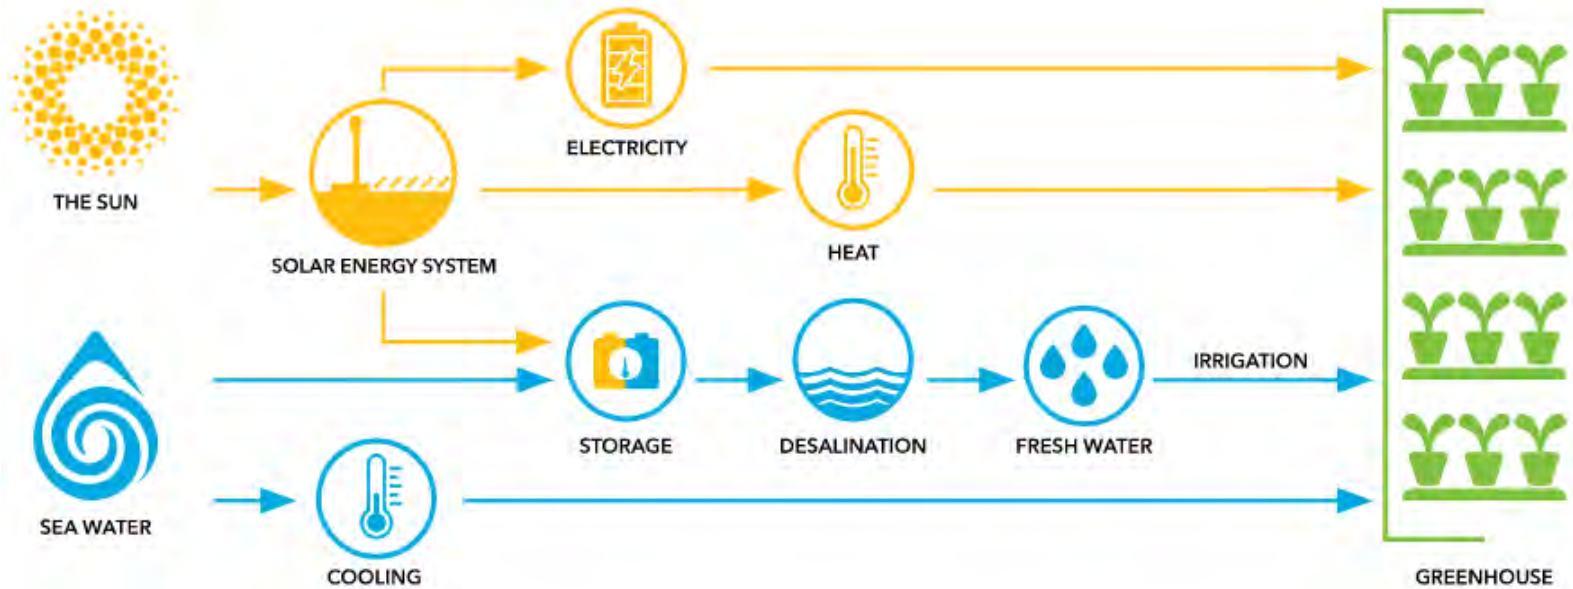 THE SUN
SOLAR ENERGY SYSTEM
ELECTRICITY
HEAT
SEA WATER
STORAGE
DESALINATION
FRESH WATER
IRRIGATION
COOLING
GREENHOUSE